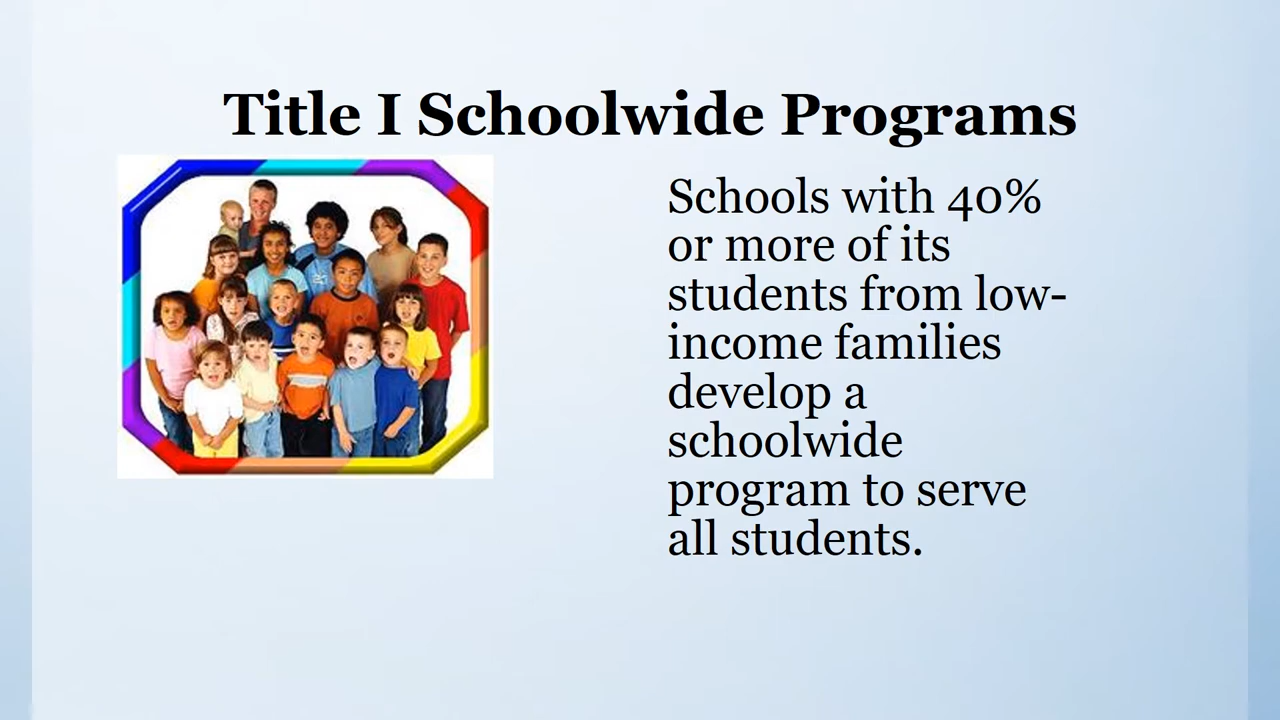 Title I Schoolwide Programs
Schools with 40%
or more of its
students from low-
income families
develop a
schoolwide
program to serve
all students.